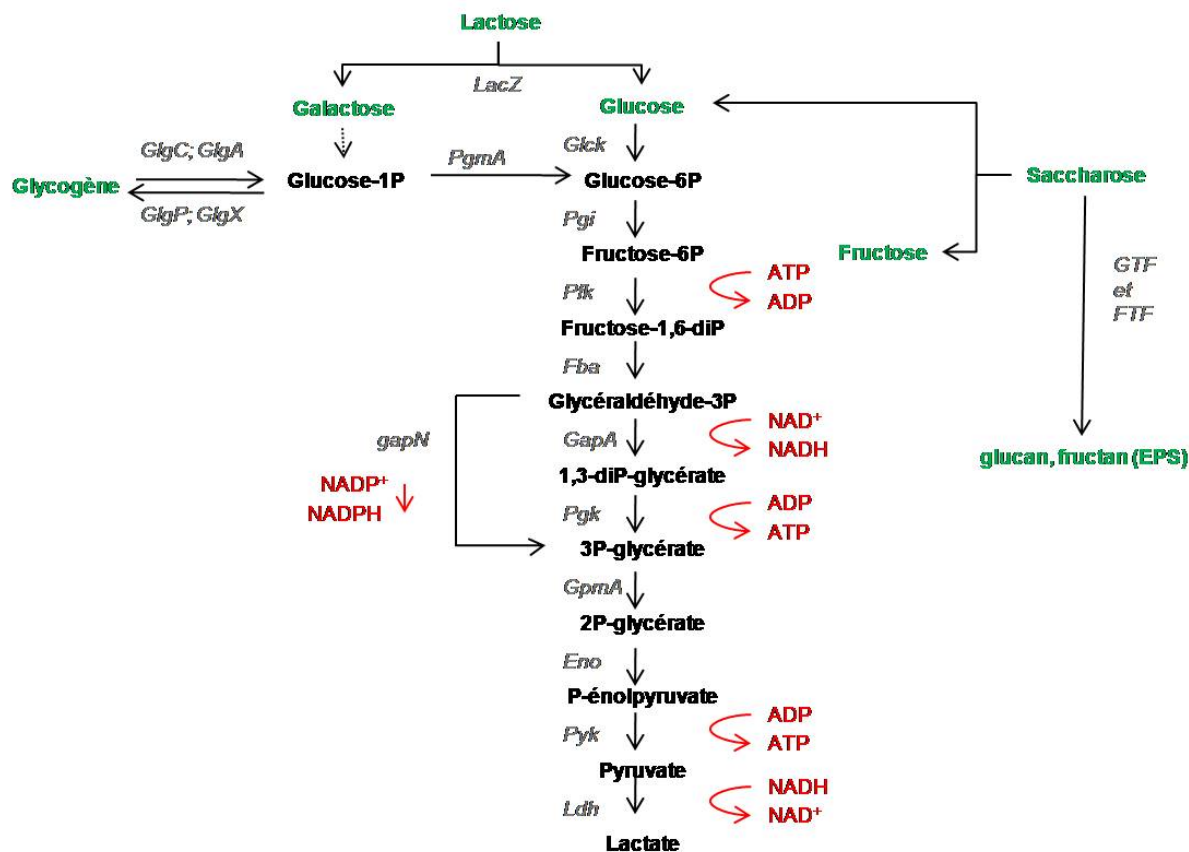 Lactose
LacZ
Galactose
Glucose
GlgC; GlgA
PgmA
Glck
Glycogène
Glucose-1P
Glucose-6P
Saccharose
GlgP; GlgX
Pgi
Fructose-6P
Fructose
ATP
ADP
GTF
et
FTF
Pfk
Fructose-1,6-diP
Fba
Glycéraldéhyde-3P
gapN
GapA
NAD+
NADH
glucan, fructan (EPS)
1,3-diP-glycérate
NADP+
NADPH
Pgk
ADP
ATP
3P-glycérate
GpmA
2P-glycérate
Eno
P-énolpyruvate
Pyk
ADP
ATP
Pyruvate
Ldh
NADH
NAD+
Lactate